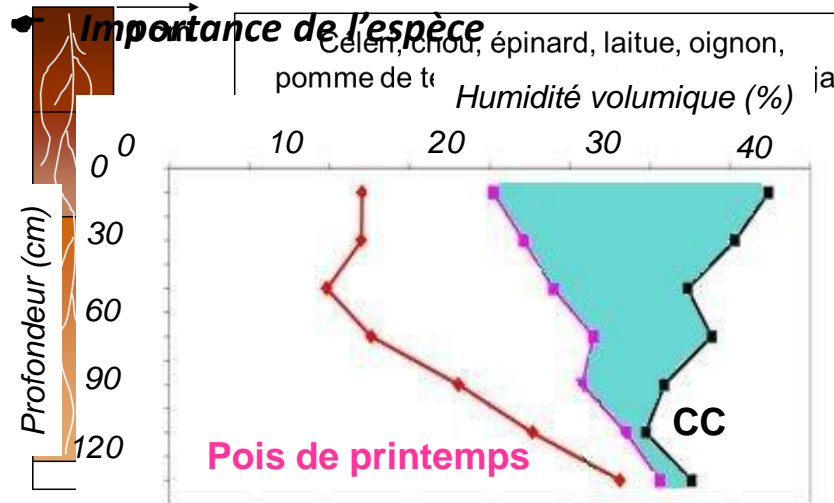 ☛ Importance de l'espèce
Céleri, chou, épinard, laitue, oignon,
pomme de te
ja
Humidité volumique (%)
0 10 20 30 40
Profondeur (cm)
0
30
60
90
120
CC
Pois de printemps